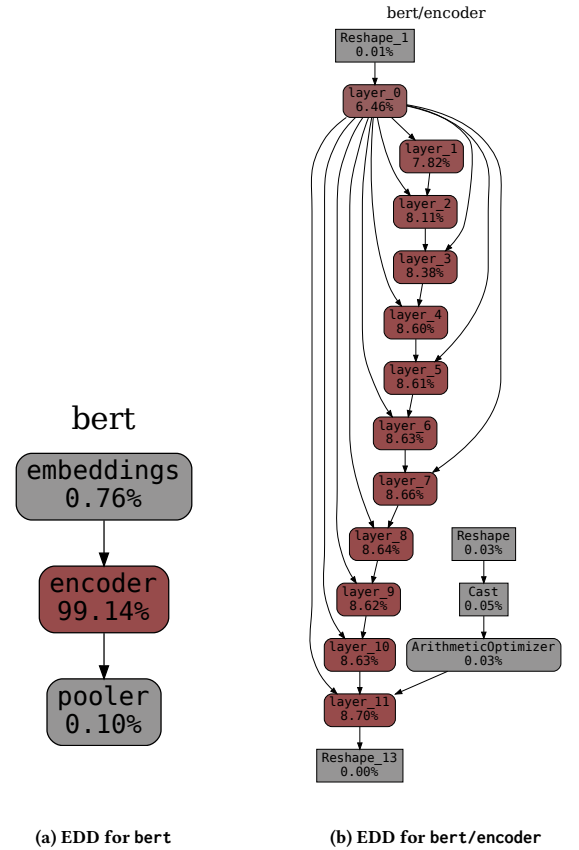 bert
embeddings
0.76%
encoder
99.14%
pooler
0.10%
(a) EDD for bert
bert/encoder
Reshape_1
0.01%
layer_0
6.46%
layer_1
7.82%
layer_2
8.11%
layer_3
8.38%
layer_4
8.60%
layer_5
8.61%
layer_6
8.63%
layer_7
8.66%
layer_8
8.64%
Reshape
0.03%
layer_9
8.62%
Cast
0.05%
layer_10
8.63%
ArithmeticOptimizer
0.03%
layer_11
8.70%
Reshape_13
0.00%
(b) EDD for bert/encoder